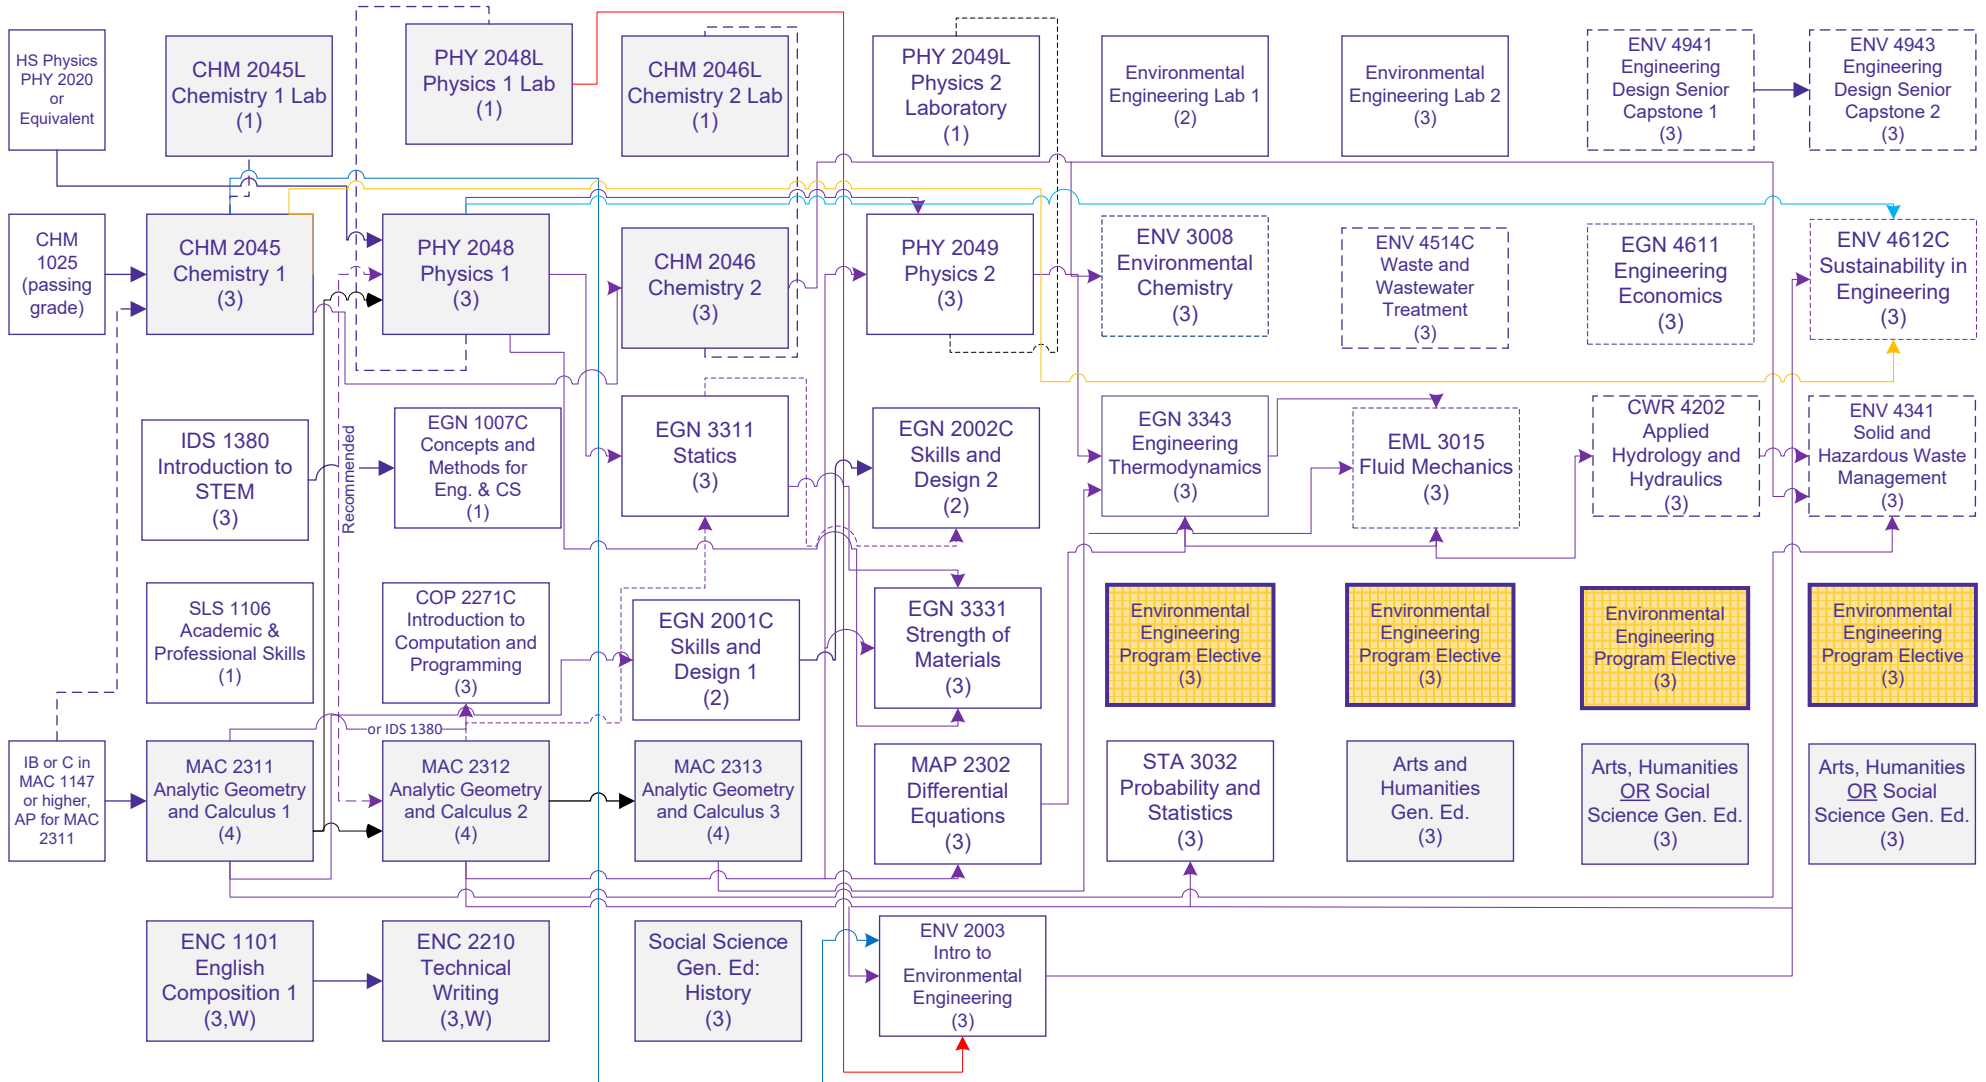 HS Physics
PHY 2020
or
Equivalent
CHM 2045L
Chemistry 1 Lab
(1)
PHY 2048L
Physics 1 Lab
(1)
CHM 2046L
Chemistry 2 Lab
(1)
PHY 2049L
Physics 2
Laboratory
(1)
Environmental
Engineering Lab 1
(2)
Environmental
Engineering Lab 2
(3)
ENV 4941
Engineering
Design Senior
Capstone 1
(3)
ENV 4943
Engineering
Design Senior
Capstone 2
(3)
CHM
1025
(passing
grade)
CHM 2045
Chemistry 1
(3)
PHY 2048
Physics 1
(3)
CHM 2046
Chemistry 2
(3)
PHY 2049
Physics 2
(3)
ENV 3008
Environmental
Chemistry
(3)
ENV 4514C
Waste and
Wastewater
Treatment
(3)
EGN 4611
Engineering
Economics
(3)
ENV 4612C
Sustainability in
Engineering
(3)
IDS 1380
Introduction to
STEM
(3)
Recommended
EGN 1007C
Concepts and
Methods for
Eng. & CS
(1)
EGN 3311
Statics
(3)
EGN 2002C
Skills and
Design 2
(2)
EGN 3343
Engineering
Thermodynamics
(3)
EML 3015
Fluid Mechanics
(3)
CWR 4202
Applied
Hydrology and
Hydraulics
(3)
ENV 4341
Solid and
Hazardous Waste
Management
(3)
SLS 1106
Academic &
Professional Skills
(1)
COP 2271C
Introduction to
Computation and
Programming
(3)
EGN 2001C
Skills and
Design 1
(2)
EGN 3331
Strength of
Materials
(3)
Environmental
Engineering
Program Elective
(3)
Environmental
Engineering
Program Elective
(3)
Environmental
Engineering
Program Elective
(3)
Environmental
Engineering
Program Elective
(3)
or IDS 1380
IB or C in
MAC 1147
or higher,
AP for MAC
2311
MAC 2311
Analytic Geometry
and Calculus 1
(4)
MAC 2312
Analytic Geometry
and Calculus 2
(4)
MAC 2313
Analytic Geometry
and Calculus 3
(4)
MAP 2302
Differential
Equations
(3)
STA 3032
Probability and
Statistics
(3)
Arts and
Humanities
Gen. Ed.
(3)
Arts, Humanities
OR Social
Science Gen. Ed.
(3)
Arts, Humanities
OR Social
Science Gen. Ed.
(3)
ENC 1101
English
Composition 1
(3,W)
ENC 2210
Technical
Writing
(3,W)
Social Science
Gen. Ed:
History
(3)
ENV 2003
Intro to
Environmental
Engineering
(3)